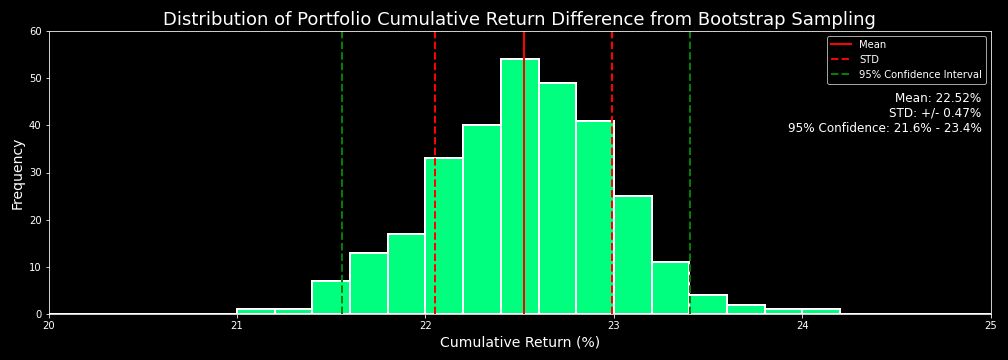 Distribution of Portfolio Cumulative Return Difference from Bootstrap Sampling
Mean
STD
95% Confidence Interval
Mean: 22.52%
STD: +/- 0.47%
95% Confidence: 21.6% - 23.4%
Frequency
60
50
40
30
20
10
0
20 21 22 23 24 25
Cumulative Return (%)